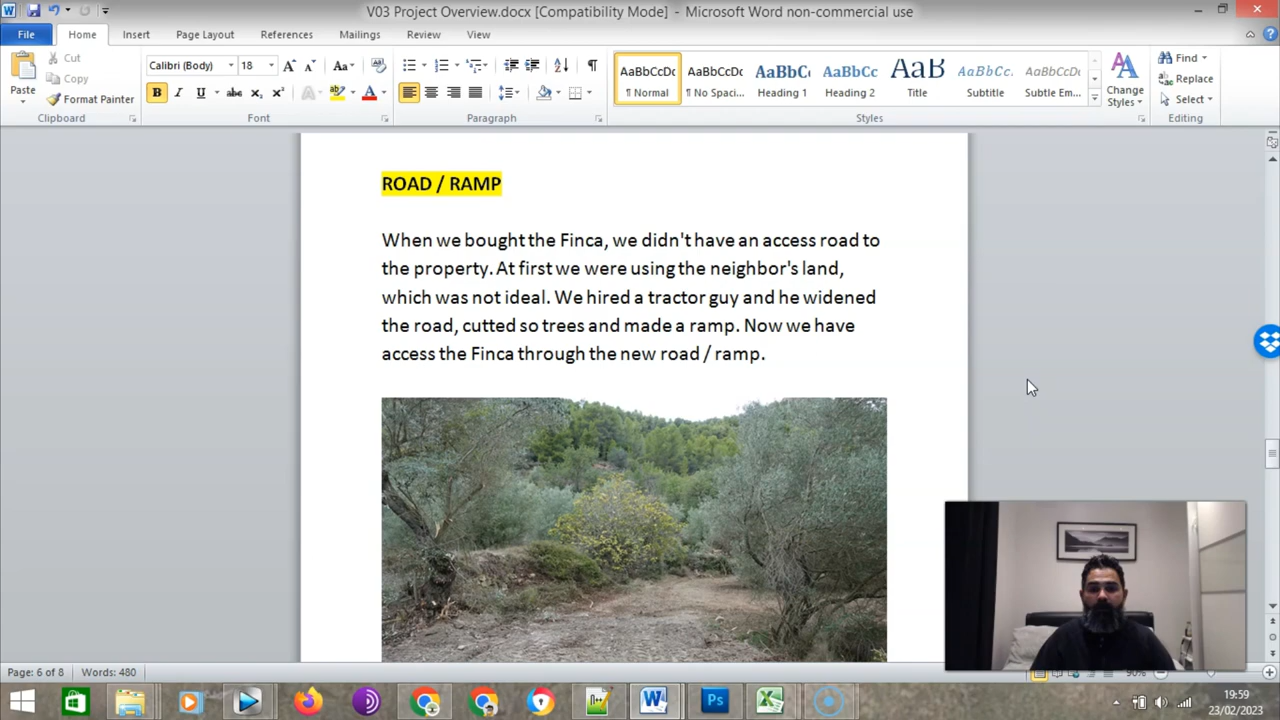 V03 Project Overview.docx [Compatibility Mode] - Microsoft Word non-commercial use
File Home Insert Page Layout References Mailings Review View
Paste
Cut
Copy
Format Painter
Clipboard
Calibri (Body) 18
Font
Paragraph
AaBbCcDc AaBbCcDc AaBbC AaBbCc AaB AaBbCc. AaBbCcDc
¶ Normal ¶ No Spaci... Heading 1 Heading 2 Title Subtitle Subtle Em...
Change
Styles
Styles
Find
Replace
Select
Editing
ROAD / RAMP
When we bought the Finca, we didn't have an access road to
the property. At first we were using the neighbor's land,
which was not ideal. We hired a tractor guy and he widened
the road, cutted so trees and made a ramp. Now we have
access the Finca through the new road / ramp.
Page: 6 of 8 Words: 480
90%
19:59
23/02/2023